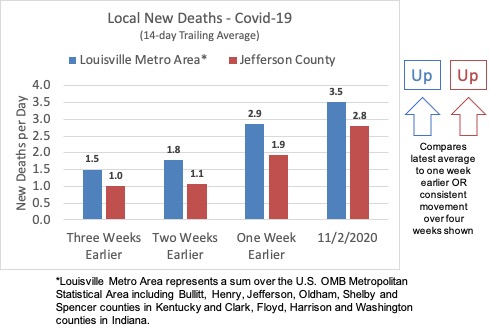 Local New Deaths - Covid-19
(14-day Trailing Average)
Louisville Metro Area* Jefferson County
New Deaths per Day
4.0
3.5
3.0
2.5
2.0
1.5
1.0
0.5
0.0
1.5
1.0
1.8
1.1
2.9
1.9
3.5
2.8
Three Weeks
Earlier
Two Weeks
Earlier
One Week
Earlier
11/2/2020
Up
Up
Compares
latest average
to one week
earlier OR
consistent
movement
over four
weeks shown
*Louisville Metro Area represents a sum over the U.S. OMB Metropolitan
Statistical Area including Bullitt, Henry, Jefferson, Oldham, Shelby and
Spencer counties in Kentucky and Clark, Floyd, Harrison and Washington
counties in Indiana.